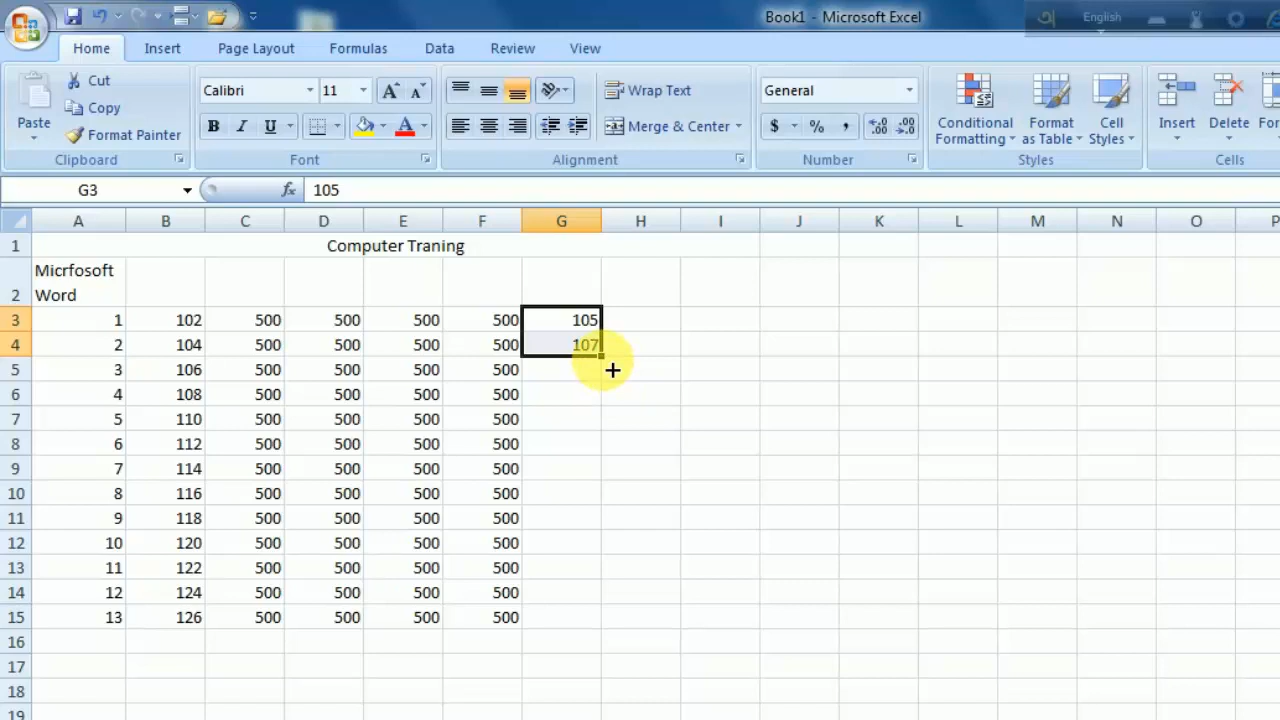 Book1 - Microsoft Excel
English
Home Insert Page Layout Formulas Data Review View
Paste
Cut
Copy
Format Painter
Clipboard
Calibri 11 A A
B I U A
Font
Wrap Text
Merge & Center
Alignment
General
$ % , .00 .00
Number
Conditional Formatting
Format as Table
Cell Styles
Styles
Insert Delete
Cells
G3 fx 105
A B C D E F G H I J K L M N O P
1 Computer Traning
2 Micrfosoft
Word
3 1 102 500 500 500 500 105
4 2 104 500 500 500 500 107
5 3 106 500 500 500 500
6 4 108 500 500 500 500
7 5 110 500 500 500 500
8 6 112 500 500 500 500
9 7 114 500 500 500 500
10 8 116 500 500 500 500
11 9 118 500 500 500 500
12 10 120 500 500 500 500
13 11 122 500 500 500 500
14 12 124 500 500 500 500
15 13 126 500 500 500 500
16
17
18
19